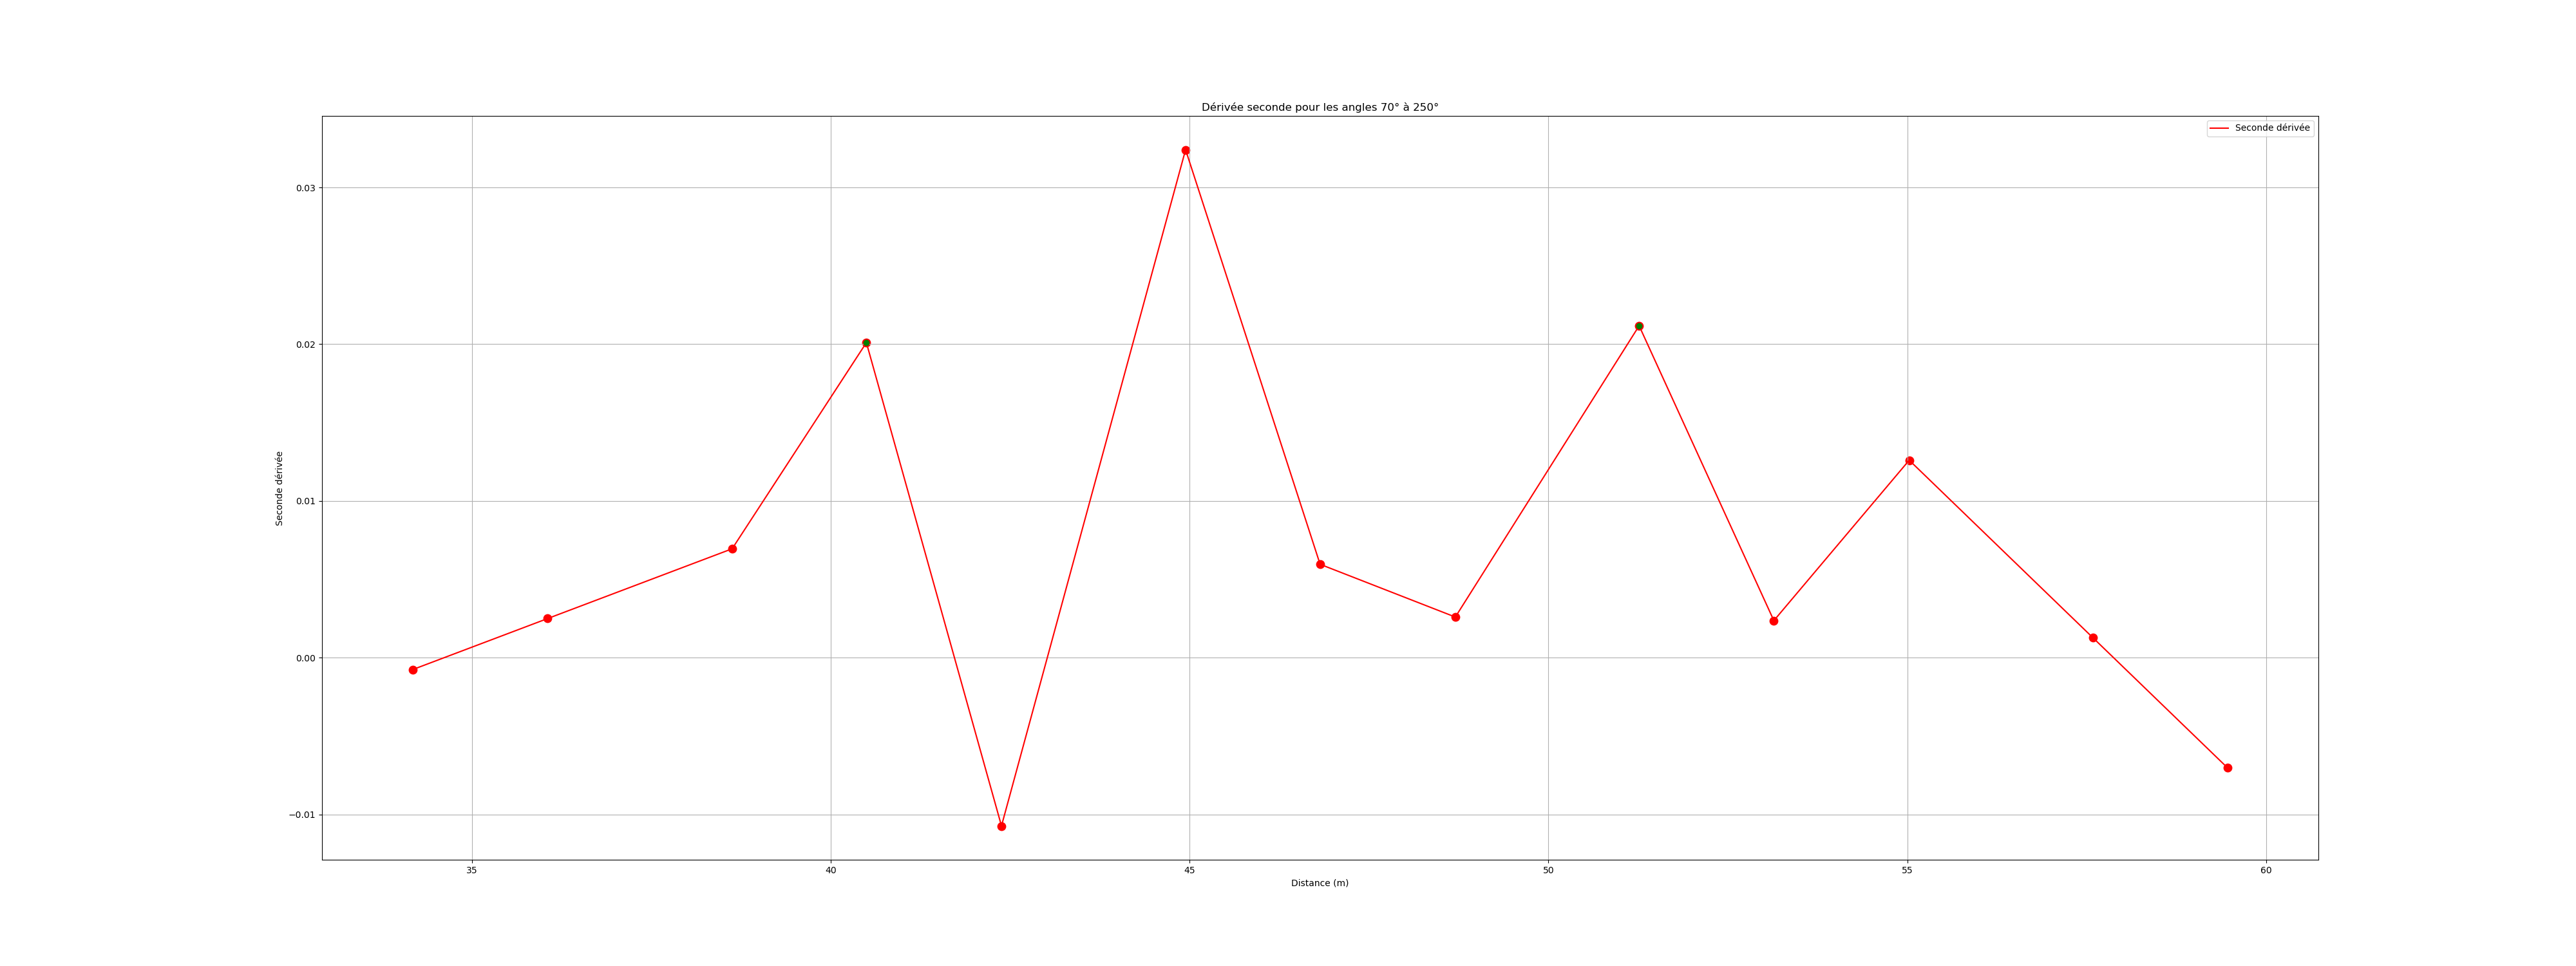 Dérivée seconde pour les angles 70° à 250°
Seconde dérivée
0.03
0.02
0.01
0.00
−0.01
Seconde dérivée
35 40 45 50 55 60
Distance (m)